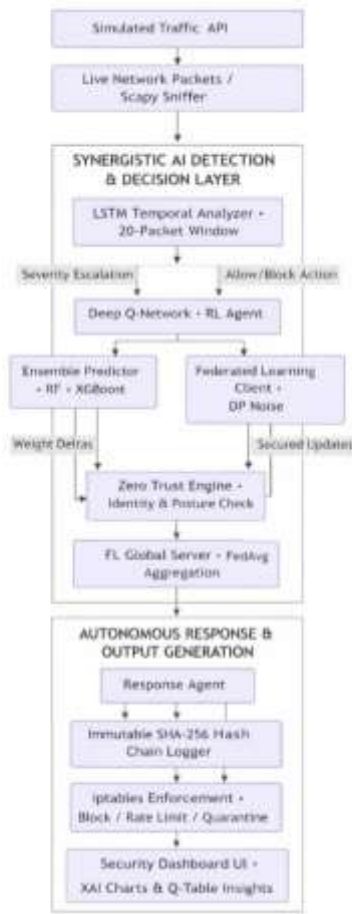 Simulated Traffic API
Live Network Packets /
Scapy Sniffer
SYNERGISTIC AI DETECTION
& DECISION LAYER
LSTM Temporal Analyzer •
20-Packet Window
Severity Escalation
Allow/Block Action
Deep Q-Network • RL Agent
Ensemble Predictor
• RF • XGBoost
Federated Learning
Client •
DP Noise
Weight Deltas
Secured Updates
Zero Trust Engine •
Identity & Posture Check
FL Global Server • FedAvg
Aggregation
AUTONOMOUS RESPONSE &
OUTPUT GENERATION
Response Agent
Immutable SHA-256 Hash
Chain Logger
iptables Enforcement •
Block / Rate Limit / Quarantine
Security Dashboard UI •
XAI Charts & Q-Table Insights